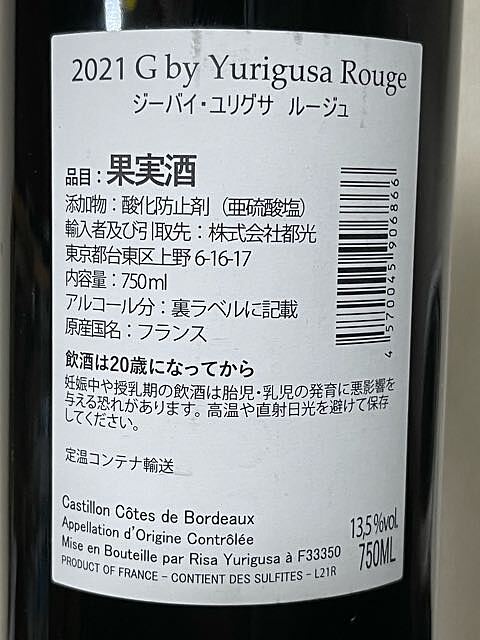 2021 G by Yurigusa Rouge
ジーバイ・ユリグサ ルージュ
品目：果実酒
添加物：酸化防止剤（亜硫酸塩）
輸入者及び引取先：株式会社都光
東京都台東区上野 6-16-17
内容量：750ml
アルコール分：裏ラベルに記載
原産国名：フランス
4 570045 906866
飲酒は20歳になってから
妊娠中や授乳期の飲酒は胎児・乳児の発育に悪影響を
与える恐れがあります。高温や直射日光を避けて保存
してください。
定温コンテナ輸送
Castillon Côtes de Bordeaux
Appellation d'Origine Contrôlée
Mise en Bouteille par Risa Yurigusa à F33350
PRODUCT OF FRANCE - CONTIENT DES SULFITES - L21R
13,5%vol.
750ML